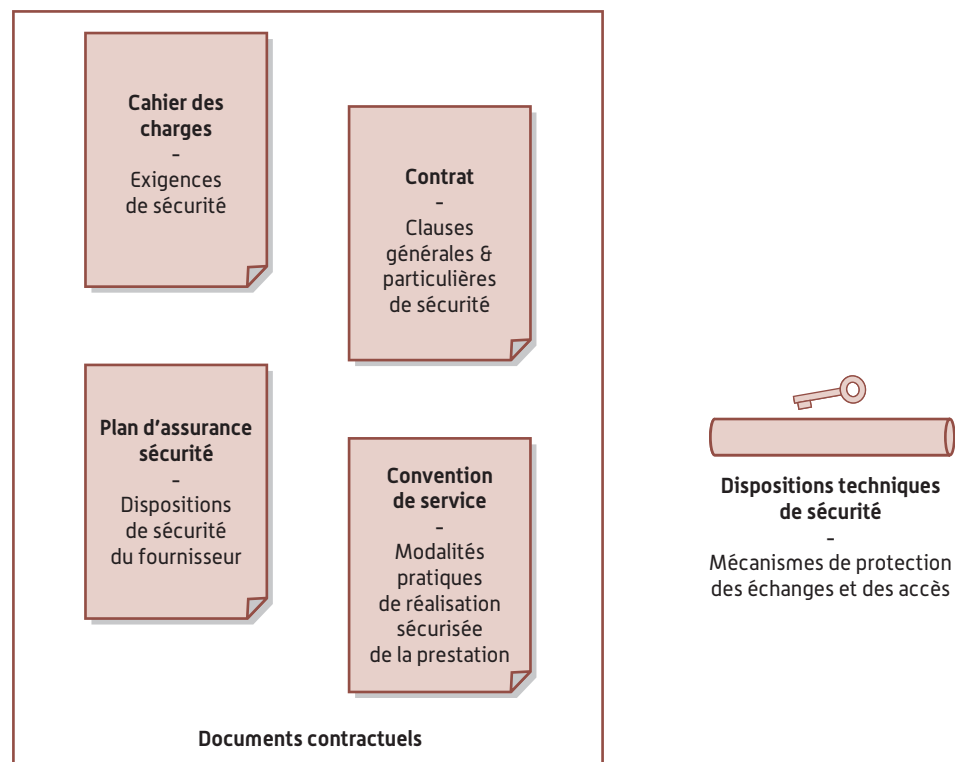 Cahier des
charges
-
Exigences
de sécurité
Contrat
-
Clauses
générales &
particulières
de sécurité
Plan d'assurance
sécurité
-
Dispositions
de sécurité
du fournisseur
Convention
de service
-
Modalités
pratiques
de réalisation
sécurisée
de la prestation
Documents contractuels
Dispositions techniques
de sécurité
-
Mécanismes de protection
des échanges et des accès